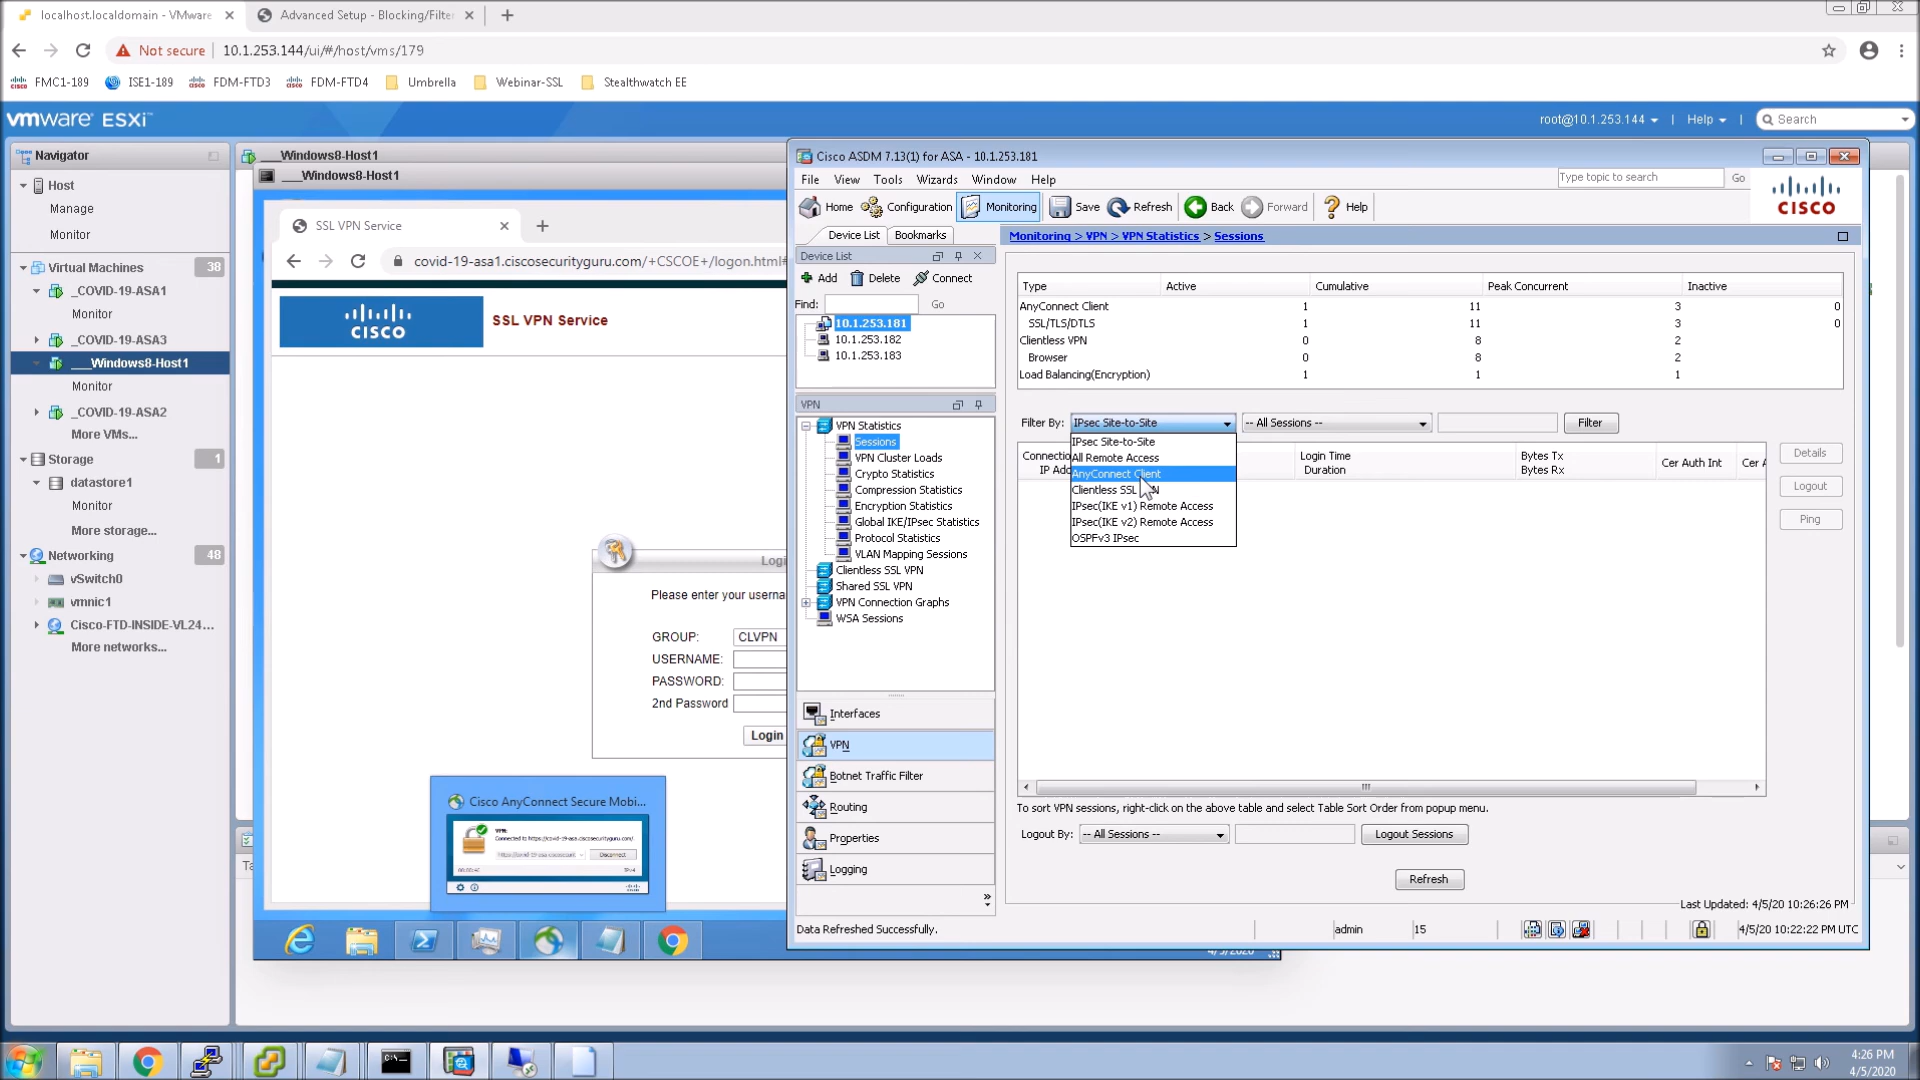 localhost.localdomain - VMware
Advanced Setup - Blocking/Filter
Not secure
10.1.253.144/ui/#/host/vms/179
FMC1-189
ISE1-189
FDM-FTD3
FDM-FTD4
Umbrella
Webinar-SSL
Stealthwatch EE
vmware ESXi
root@10.1.253.144
Help
Search
Navigator
Host
Manage
Monitor
Virtual Machines
38
_COVID-19-ASA1
Monitor
_COVID-19-ASA3
___Windows8-Host1
Monitor
_COVID-19-ASA2
More VMs...
Storage
1
datastore1
Monitor
More storage...
Networking
48
vSwitch0
vmnic1
Cisco-FTD-INSIDE-VL24...
More networks...
___Windows8-Host1
___Windows8-Host1
SSL VPN Service
covid-19-asa1.ciscosecurityguru.com/+CSCOE+/logon.html#
CISCO
SSL VPN Service
Please enter your userna
GROUP:
CLVPN
USERNAME:
PASSWORD:
2nd Password
Login
Cisco AnyConnect Secure Mobi...
VPN:
Disconnect
IPv4
Cisco ASDM 7.13(1) for ASA - 10.1.253.181
File
View
Tools
Wizards
Window
Help
Type topic to search
Go
CISCO
Home
Configuration
Monitoring
Save
Refresh
Back
Forward
Help
Device List
Bookmarks
Device List
Add
Delete
Connect
Find:
Go
10.1.253.181
10.1.253.182
10.1.253.183
VPN
VPN Statistics
Sessions
VPN Cluster Loads
Crypto Statistics
Compression Statistics
Encryption Statistics
Global IKE/IPsec Statistics
Protocol Statistics
VLAN Mapping Sessions
Clientless SSL VPN
Shared SSL VPN
VPN Connection Graphs
WSA Sessions
Interfaces
VPN
Botnet Traffic Filter
Routing
Properties
Logging
Monitoring > VPN > VPN Statistics > Sessions
Type
Active
Cumulative
Peak Concurrent
Inactive
AnyConnect Client
1
11
3
0
SSL/TLS/DTLS
1
11
3
0
Clientless VPN
0
8
2
Browser
0
8
2
Load Balancing(Encryption)
1
1
1
Filter By:
IPsec Site-to-Site
-- All Sessions --
Filter
IPsec Site-to-Site
All Remote Access
AnyConnect Client
Clientless SSL
IPsec(IKE v1) Remote Access
IPsec(IKE v2) Remote Access
OSPFv3 IPsec
Connectio
IP Add
Login Time
Duration
Bytes Tx
Bytes Rx
Cer Auth Int
Cer A
Details
Logout
Ping
To sort VPN sessions, right-click on the above table and select Table Sort Order from popup menu.
Logout By:
-- All Sessions --
Logout Sessions
Refresh
Last Updated: 4/5/20 10:26:26 PM
Data Refreshed Successfully.
admin
15
4/5/20 10:22:22 PM UTC
4/5/2020
4:26 PM
4/5/2020